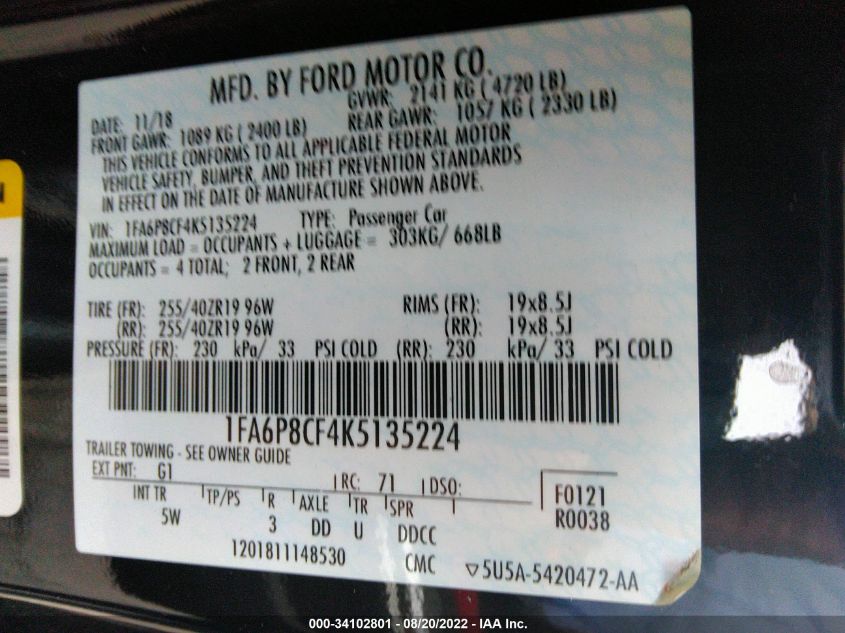 MFD. BY FORD MOTOR CO.
DATE: 11/18 GVWR: 2141 KG ( 4720 LB)
FRONT GAWR: 1089 KG ( 2400 LB) REAR GAWR: 1057 KG ( 2330 LB)
THIS VEHICLE CONFORMS TO ALL APPLICABLE FEDERAL MOTOR
VEHICLE SAFETY, BUMPER, AND THEFT PREVENTION STANDARDS
IN EFFECT ON THE DATE OF MANUFACTURE SHOWN ABOVE.
VIN: 1FA6P8CF4K5135224 TYPE: Passenger Car
MAXIMUM LOAD = OCCUPANTS + LUGGAGE = 303KG/ 668LB
OCCUPANTS = 4 TOTAL; 2 FRONT, 2 REAR
TIRE (FR): 255/40ZR19 96W RIMS (FR): 19x8.5J
(RR): 255/40ZR19 96W (RR): 19x8.5J
PRESSURE (FR): 230 kPa/ 33 PSI COLD (RR): 230 kPa/ 33 PSI COLD
1FA6P8CF4K5135224
TRAILER TOWING - SEE OWNER GUIDE
EXT PNT: G1 RC: 71 DSO:
INT TR TP/PS R AXLE TR SPR F0121
5W 3 DD U DDCC R0038
1201811148530 CMC ▽5U5A-5420472-AA
N
000-34102801 - 08/20/2022 - IAA Inc.